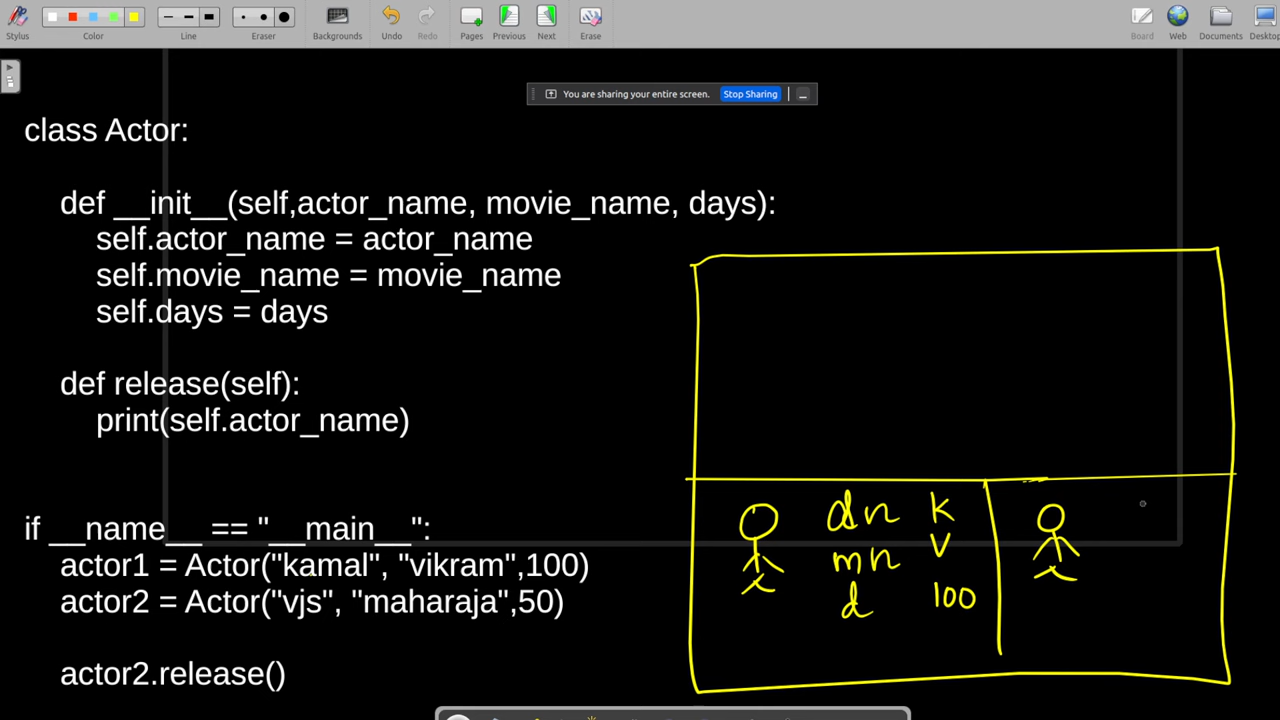 Stylus
Color
Line
Eraser
Backgrounds
Undo
Redo
Pages
Previous
Next
Erase
Board
Web
Documents
Desktop
You are sharing your entire screen. Stop Sharing
class Actor:
def __init__(self,actor_name, movie_name, days):
self.actor_name = actor_name
self.movie_name = movie_name
self.days = days
def release(self):
print(self.actor_name)
if __name__ == "__main__":
actor1 = Actor("kamal", "vikram",100)
actor2 = Actor("vjs", "maharaja",50)
actor2.release()
an K
mn V
d 100